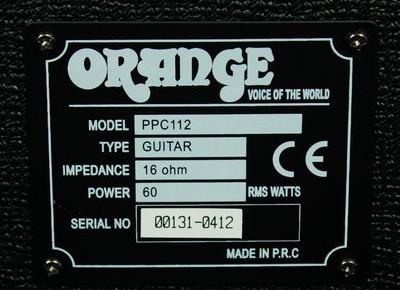 ORANGE
VOICE OF THE WORLD
MODEL PPC112
TYPE GUITAR
IMPEDANCE 16 ohm
POWER 60 RMS WATTS
CE
SERIAL NO 00131-0412
MADE IN P.R.C